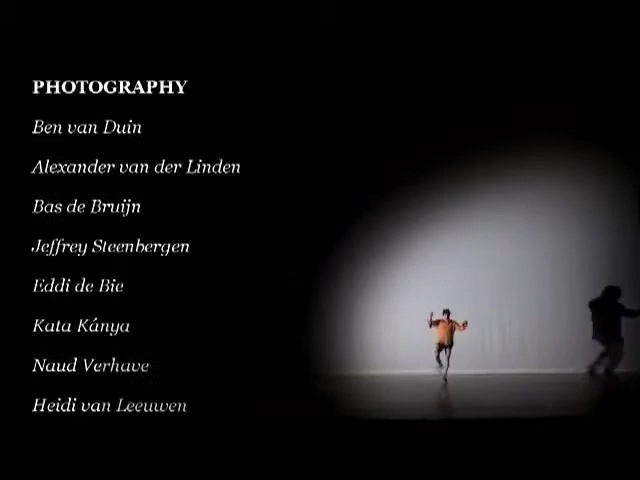 PHOTOGRAPHY
Ben van Duin
Alexander van der Linden
Bas de Bruijn
Jeffrey Steenbergen
Eddi de Bie
Kata Kánya
Naud Verhave
Heidi van Leeuwen